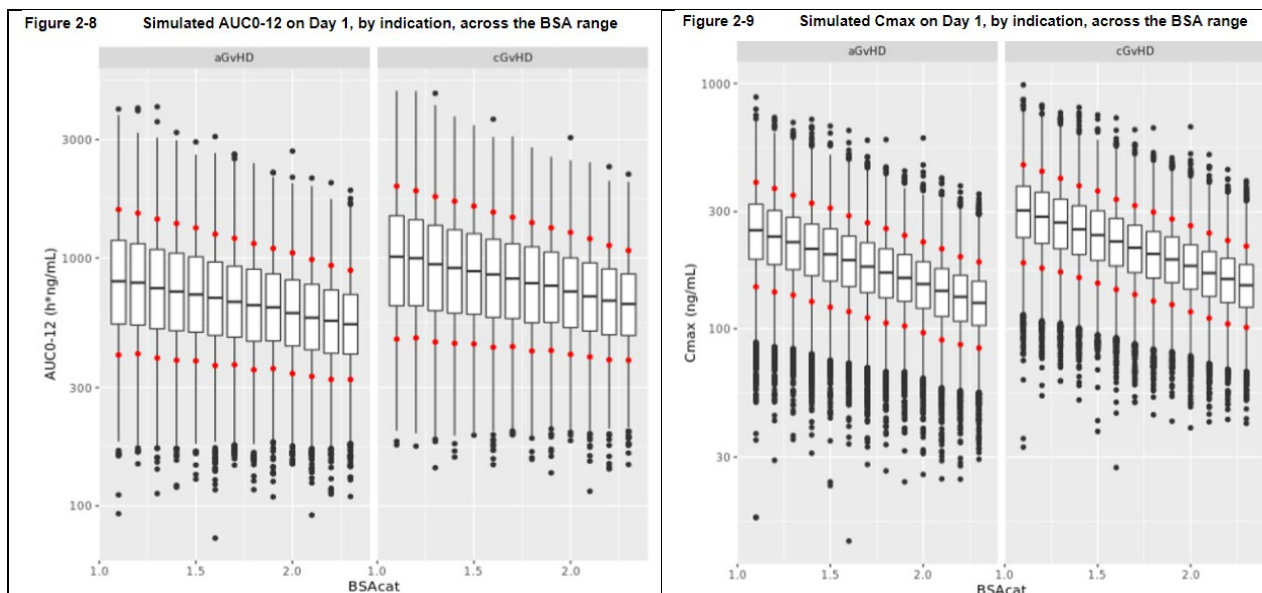 Figure 2-8 Simulated AUC0-12 on Day 1, by indication, across the BSA range
aGvHD cGvHD
3000
1000
300
100
AUC0-12 (h*ng/mL)
1.0 1.5 2.0 1.0 1.5 2.0
BSAcat
Figure 2-9 Simulated Cmax on Day 1, by indication, across the BSA range
aGvHD cGvHD
1000
300
100
30
Cmax (ng/mL)
1.0 1.5 2.0 1.0 1.5 2.0
BSAcat